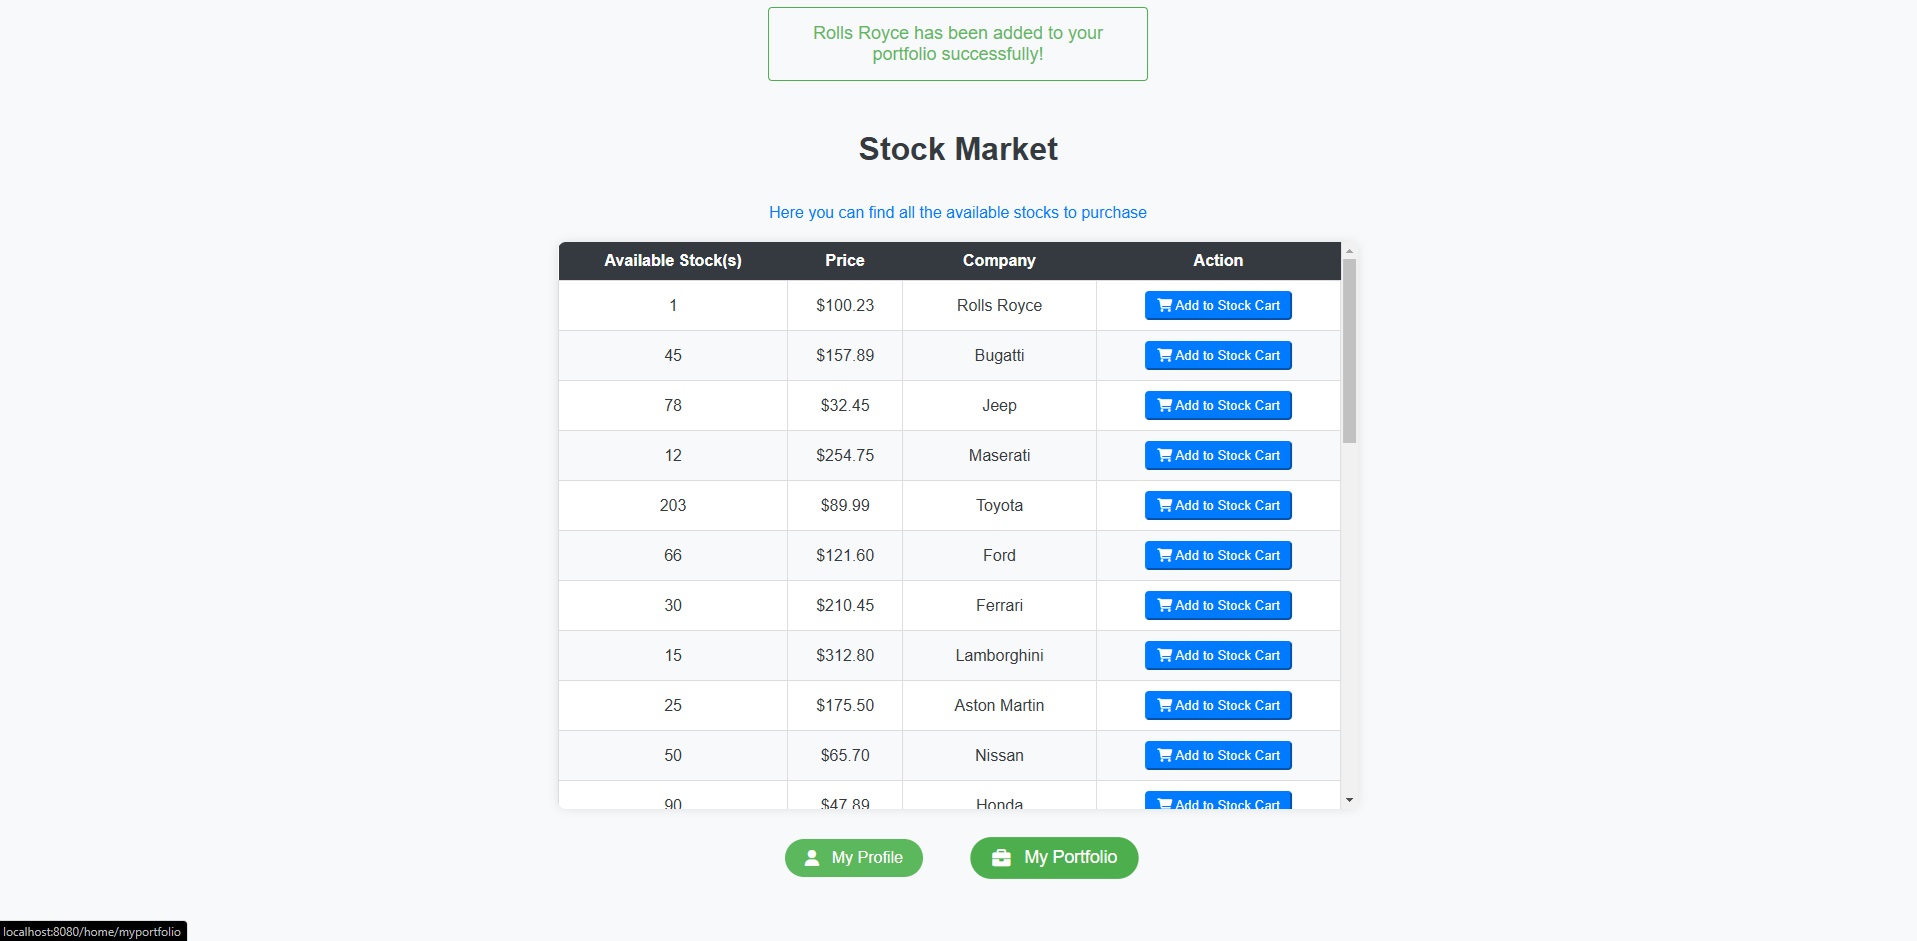 Rolls Royce has been added to your
portfolio successfully!
Stock Market
Here you can find all the available stocks to purchase
Available Stock(s) Price Company Action
1 $100.23 Rolls Royce Add to Stock Cart
45 $157.89 Bugatti Add to Stock Cart
78 $32.45 Jeep Add to Stock Cart
12 $254.75 Maserati Add to Stock Cart
203 $89.99 Toyota Add to Stock Cart
66 $121.60 Ford Add to Stock Cart
30 $210.45 Ferrari Add to Stock Cart
15 $312.80 Lamborghini Add to Stock Cart
25 $175.50 Aston Martin Add to Stock Cart
50 $65.70 Nissan Add to Stock Cart
90 $47.89 Honda Add to Stock Cart
My Profile My Portfolio
localhost:8080/home/myportfolio